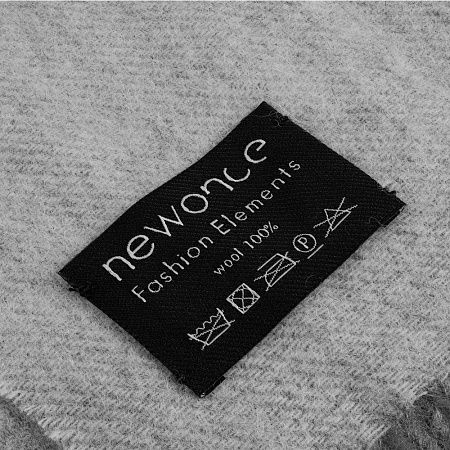 newonce
Fashion Elements
wool 100%
P